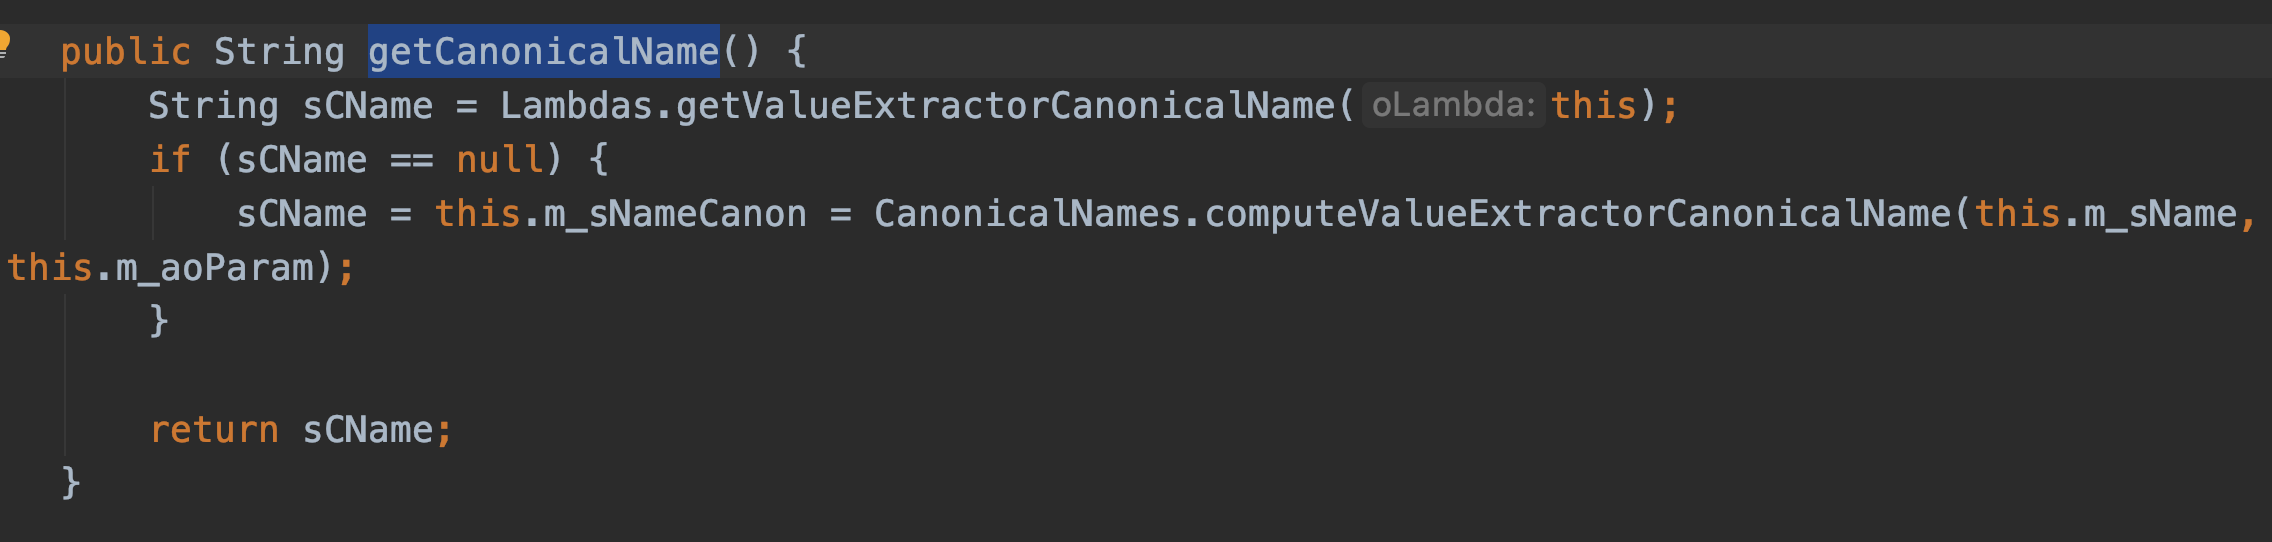 public String getCanonicalName() {
String sCName = Lambdas.getValueExtractorCanonicalName( oLambda: this);
if (sCName == null) {
sCName = this.m_sNameCanon = CanonicalNames.computeValueExtractorCanonicalName(this.m_sName,
this.m_aoParam);
}
return sCName;
}